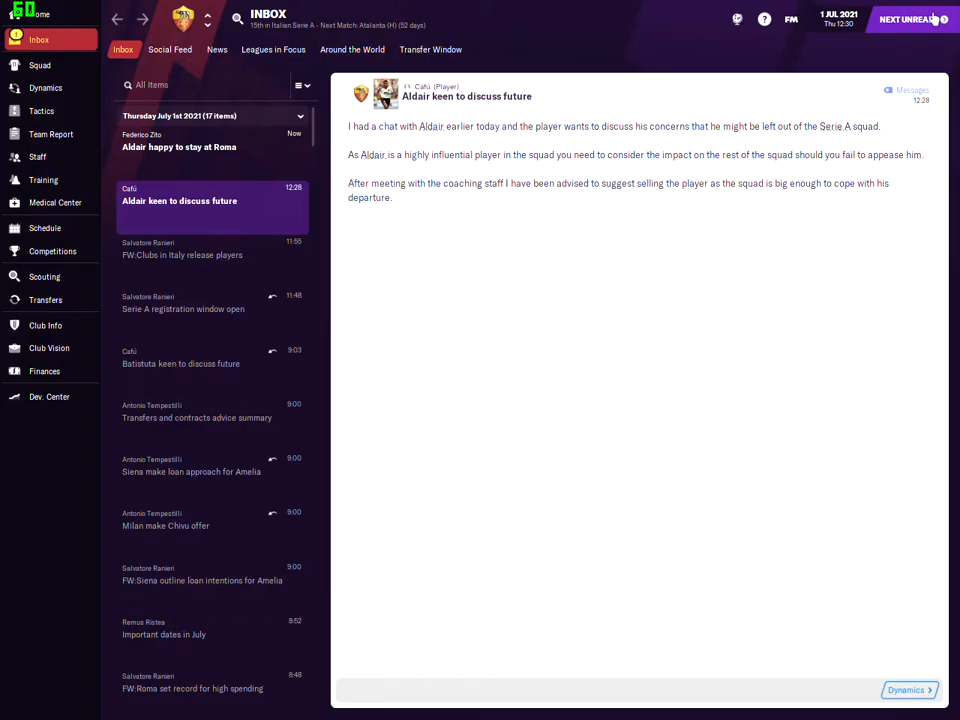 60
ome
INBOX
15th in Italian Serie A - Next Match: Atalanta (H) (52 days)
FM
1 JUL 2021
Thu 12:30
NEXT UNREAD
1
Inbox
Squad
Dynamics
Tactics
Team Report
Staff
Training
Medical Center
Schedule
Competitions
Scouting
Transfers
Club Info
Club Vision
Finances
Dev. Center
Inbox Social Feed News Leagues in Focus Around the World Transfer Window
All Items
Thursday July 1st 2021 (17 items)
Federico Zito Now
Aldair happy to stay at Roma
Cafú 12:28
Aldair keen to discuss future
Salvatore Ranieri 11:55
FW:Clubs in Italy release players
Salvatore Ranieri 11:48
Serie A registration window open
Cafú 9:03
Batistuta keen to discuss future
Antonio Tempestilli 9:00
Transfers and contracts advice summary
Antonio Tempestilli 9:00
Siena make loan approach for Amelia
Antonio Tempestilli 9:00
Milan make Chivu offer
Salvatore Ranieri 9:00
FW:Siena outline loan intentions for Amelia
Remus Ristea 8:52
Important dates in July
Salvatore Ranieri 8:48
FW:Roma set record for high spending
Cafú (Player)
Aldair keen to discuss future
Messages
12:28
I had a chat with Aldair earlier today and the player wants to discuss his concerns that he might be left out of the Serie A squad.
As Aldair is a highly influential player in the squad you need to consider the impact on the rest of the squad should you fail to appease him.
After meeting with the coaching staff I have been advised to suggest selling the player as the squad is big enough to cope with his
departure.
Dynamics